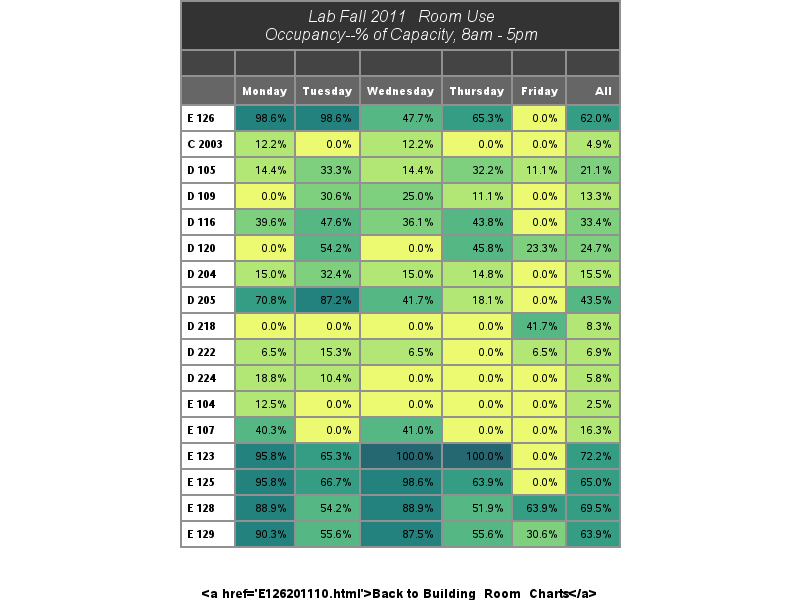 Lab Fall 2011 Room Use
Occupancy--% of Capacity, 8am - 5pm
Monday Tuesday Wednesday Thursday Friday All
E 126 98.6% 98.6% 47.7% 65.3% 0.0% 62.0%
C 2003 12.2% 0.0% 12.2% 0.0% 0.0% 4.9%
D 105 14.4% 33.3% 14.4% 32.2% 11.1% 21.1%
D 109 0.0% 30.6% 25.0% 11.1% 0.0% 13.3%
D 116 39.6% 47.6% 36.1% 43.8% 0.0% 33.4%
D 120 0.0% 54.2% 0.0% 45.8% 23.3% 24.7%
D 204 15.0% 32.4% 15.0% 14.8% 0.0% 15.5%
D 205 70.8% 87.2% 41.7% 18.1% 0.0% 43.5%
D 218 0.0% 0.0% 0.0% 0.0% 41.7% 8.3%
D 222 6.5% 15.3% 6.5% 0.0% 6.5% 6.9%
D 224 18.8% 10.4% 0.0% 0.0% 0.0% 5.8%
E 104 12.5% 0.0% 0.0% 0.0% 0.0% 2.5%
E 107 40.3% 0.0% 41.0% 0.0% 0.0% 16.3%
E 123 95.8% 65.3% 100.0% 100.0% 0.0% 72.2%
E 125 95.8% 66.7% 98.6% 63.9% 0.0% 65.0%
E 128 88.9% 54.2% 88.9% 51.9% 63.9% 69.5%
E 129 90.3% 55.6% 87.5% 55.6% 30.6% 63.9%
<a href='E126201110.html'>Back to Building Room Charts</a>